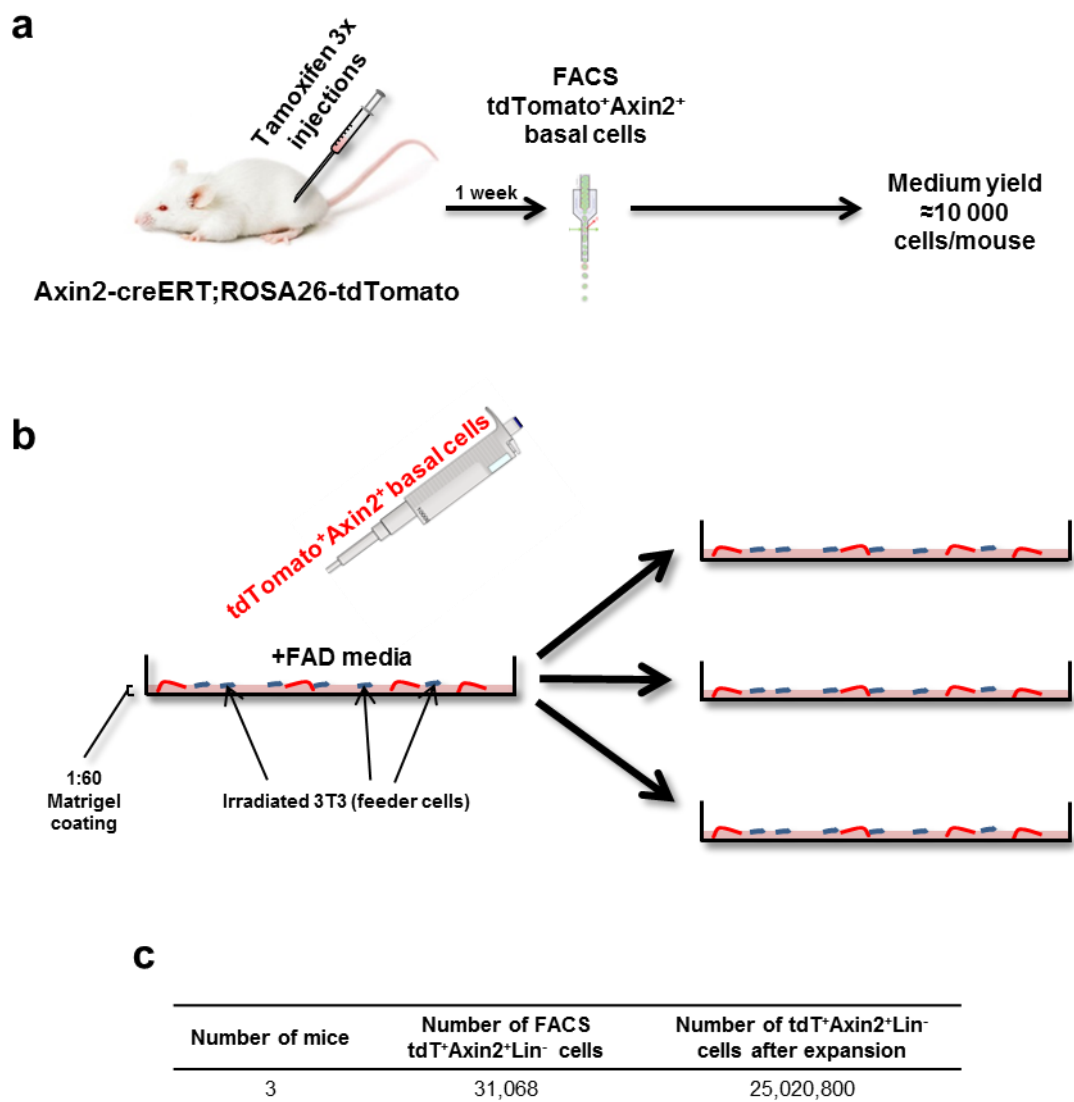 a
Tamoxifen 3x
injections
FACS
tdTomato⁺Axin2⁺
basal cells
1 week
Medium yield
≈10 000
cells/mouse
Axin2-creERT;ROSA26-tdTomato
b
tdTomato⁺Axin2⁺ basal cells
+FAD media
1:60
Matrigel
coating
Irradiated 3T3 (feeder cells)
c
Number of mice
Number of FACS
tdT⁺Axin2⁺Lin⁻ cells
Number of tdT⁺Axin2⁺Lin⁻
cells after expansion
3
31,068
25,020,800